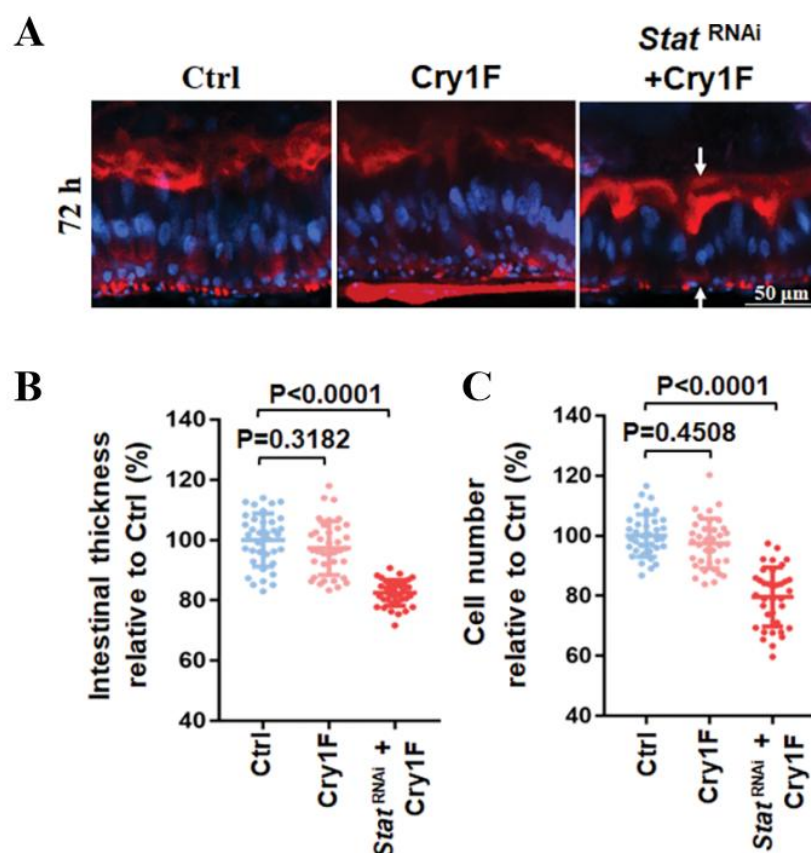 A
Ctrl
Cry1F
Stat RNAi
+Cry1F
72 h
50 μm
B
P<0.0001
P=0.3182
Intestinal thickness
relative to Ctrl (%)
140
120
100
80
60
40
Ctrl
Cry1F
Stat RNAi +
Cry1F
C
P<0.0001
P=0.4508
Cell number
relative to Ctrl (%)
140
120
100
80
60
40
Ctrl
Cry1F
Stat RNAi +
Cry1F